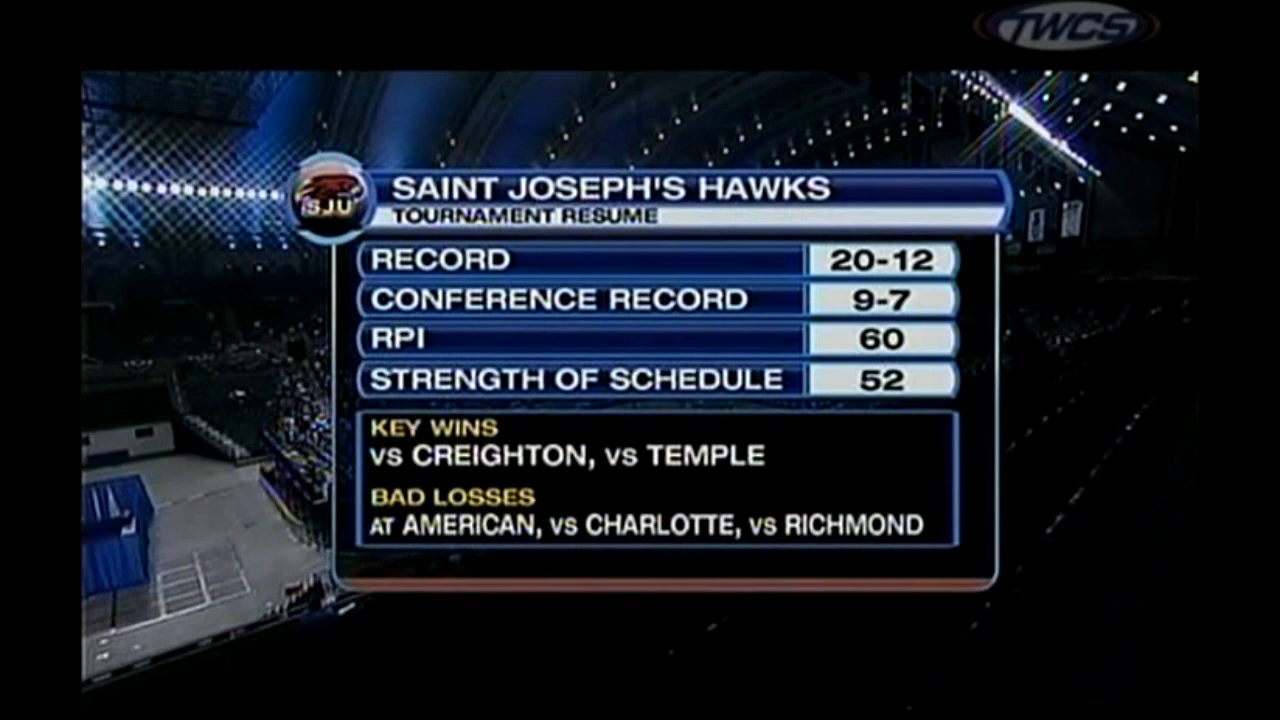 TWCS
SJU
SAINT JOSEPH'S HAWKS
TOURNAMENT RESUME
RECORD 20-12
CONFERENCE RECORD 9-7
RPI 60
STRENGTH OF SCHEDULE 52
KEY WINS
VS CREIGHTON, VS TEMPLE
BAD LOSSES
AT AMERICAN, VS CHARLOTTE, VS RICHMOND